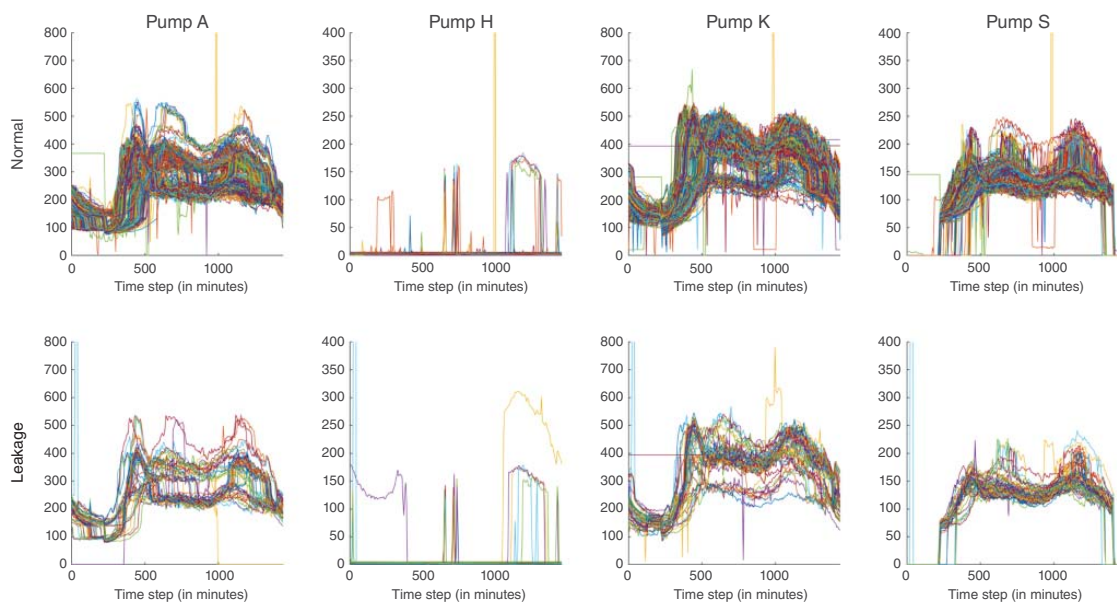 Pump A Pump H Pump K Pump S
Normal
800 700 600 500 400 300 200 100 0
400 350 300 250 200 150 100 50 0
800 700 600 500 400 300 200 100 0
400 350 300 250 200 150 100 50 0
0 500 1000 0 500 1000 0 500 1000 0 500 1000
Time step (in minutes) Time step (in minutes) Time step (in minutes) Time step (in minutes)
Leakage
800 700 600 500 400 300 200 100 0
400 350 300 250 200 150 100 50 0
800 700 600 500 400 300 200 100 0
400 350 300 250 200 150 100 50 0
0 500 1000 0 500 1000 0 500 1000 0 500 1000
Time step (in minutes) Time step (in minutes) Time step (in minutes) Time step (in minutes)